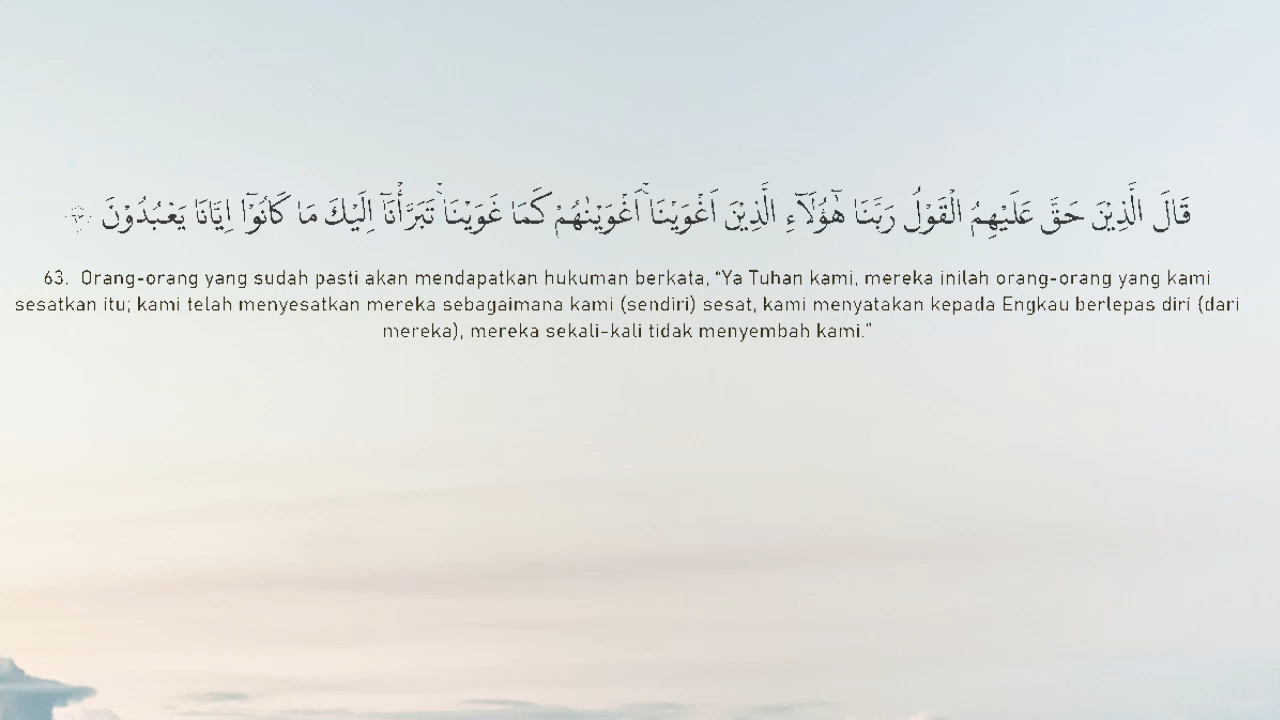 قَالَ الَّذِيْنَ حَقَّ عَلَيْهِمُ الْقَوْلُ رَبَّنَا هٰٓؤُلَاۤءِ الَّذِيْنَ اَغْوَيْنَاۚ اَغْوَيْنٰهُمْ كَمَا غَوَيْنَاۚ تَبَرَّأْنَآ اِلَيْكَ مَا كَانُوْٓا اِيَّانَا يَعْبُدُوْنَ
63. Orang-orang yang sudah pasti akan mendapatkan hukuman berkata, “Ya Tuhan kami, mereka inilah orang-orang yang kami
sesatkan itu; kami telah menyesatkan mereka sebagaimana kami (sendiri) sesat, kami menyatakan kepada Engkau berlepas diri (dari
mereka), mereka sekali-kali tidak menyembah kami.”